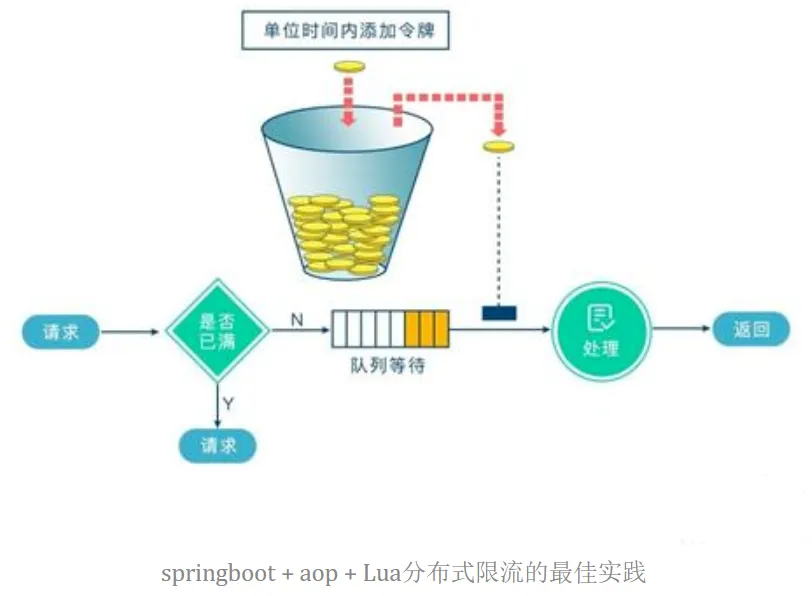 单位时间内添加令牌
请求
是否
已满
N
队列等待
处理
返回
Y
请求
springboot + aop + Lua分布式限流的最佳实践